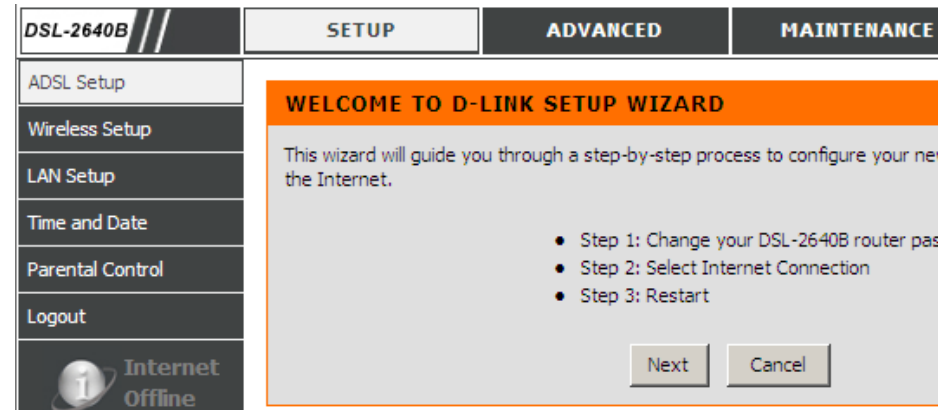 DSL-2640B
SETUP
ADVANCED
MAINTENANCE
ADSL Setup
Wireless Setup
LAN Setup
Time and Date
Parental Control
Logout
Internet
Offline
WELCOME TO D-LINK SETUP WIZARD
This wizard will guide you through a step-by-step process to configure your ne
the Internet.
Step 1: Change your DSL-2640B router pas
Step 2: Select Internet Connection
Step 3: Restart
Next
Cancel